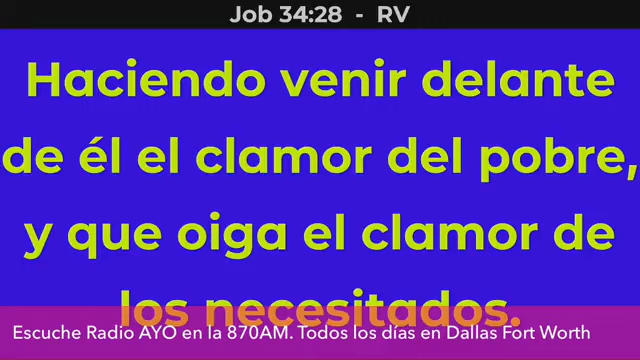 Job 34:28 - RV
Haciendo venir delante
de él el clamor del pobre,
y que oiga el clamor de
los necesitados.
Escuche Radio AYO en la 870AM. Todos los días en Dallas Fort Worth